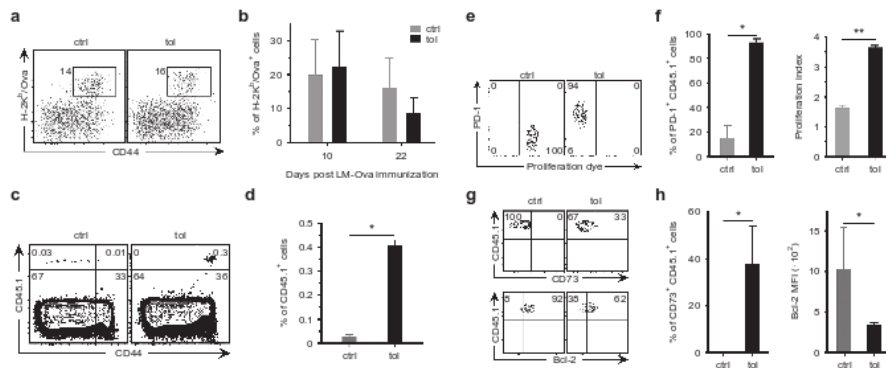 a
ctrl
tol
14
16
H-2Kᵇ/Ova
CD44
b
ctrl
tol
% of H-2Kᵇ/Ova⁺ cells
40
30
20
10
0
10
22
Days post LM-Ova immunization
c
ctrl
tol
0.03
0.01
0
0.3
67
33
64
36
CD45.1
CD44
d
% of CD45.1⁺ cells
0.5
0.4
0.3
0.2
0.1
0
*
ctrl
tol
e
ctrl
tol
0
0
94
0
0
100
6
0
PD-1
Proliferation dye
f
% of PD-1⁺ CD45.1⁺ cells
100
80
60
40
20
0
*
ctrl
tol
Proliferation index
5
4
3
2
1
0
**
ctrl
tol
g
ctrl
tol
100
0
67
33
CD45.1
CD73
8
92
38
62
CD45.1
Bcl-2
h
% of CD73⁺ CD45.1⁺ cells
60
40
20
0
*
ctrl
tol
Bcl-2 MFI (· 10²)
20
15
10
5
0
*
ctrl
tol